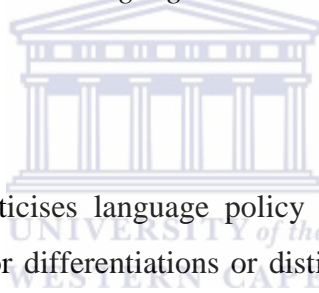 ticises language policy
UNIVERSITY of the
or differentiations or disti
WESTERN CAPE